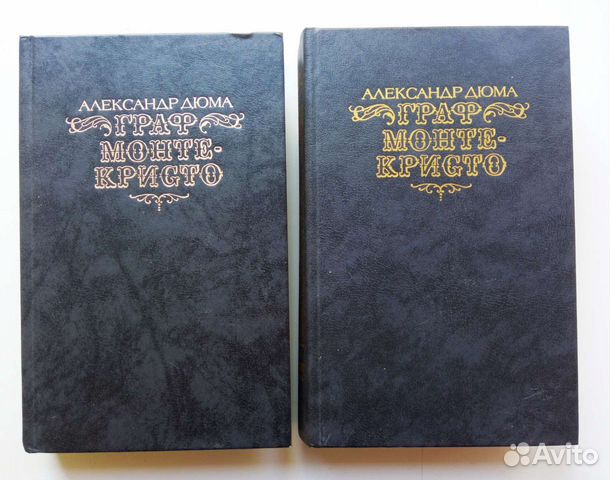 АЛЕКСАНДР ДЮМА
ГРАФ
МОНТЕ-
КРИСТО
АЛЕКСАНДР ДЮМА
ГРАФ
МОНТЕ-
КРИСТО
Avito